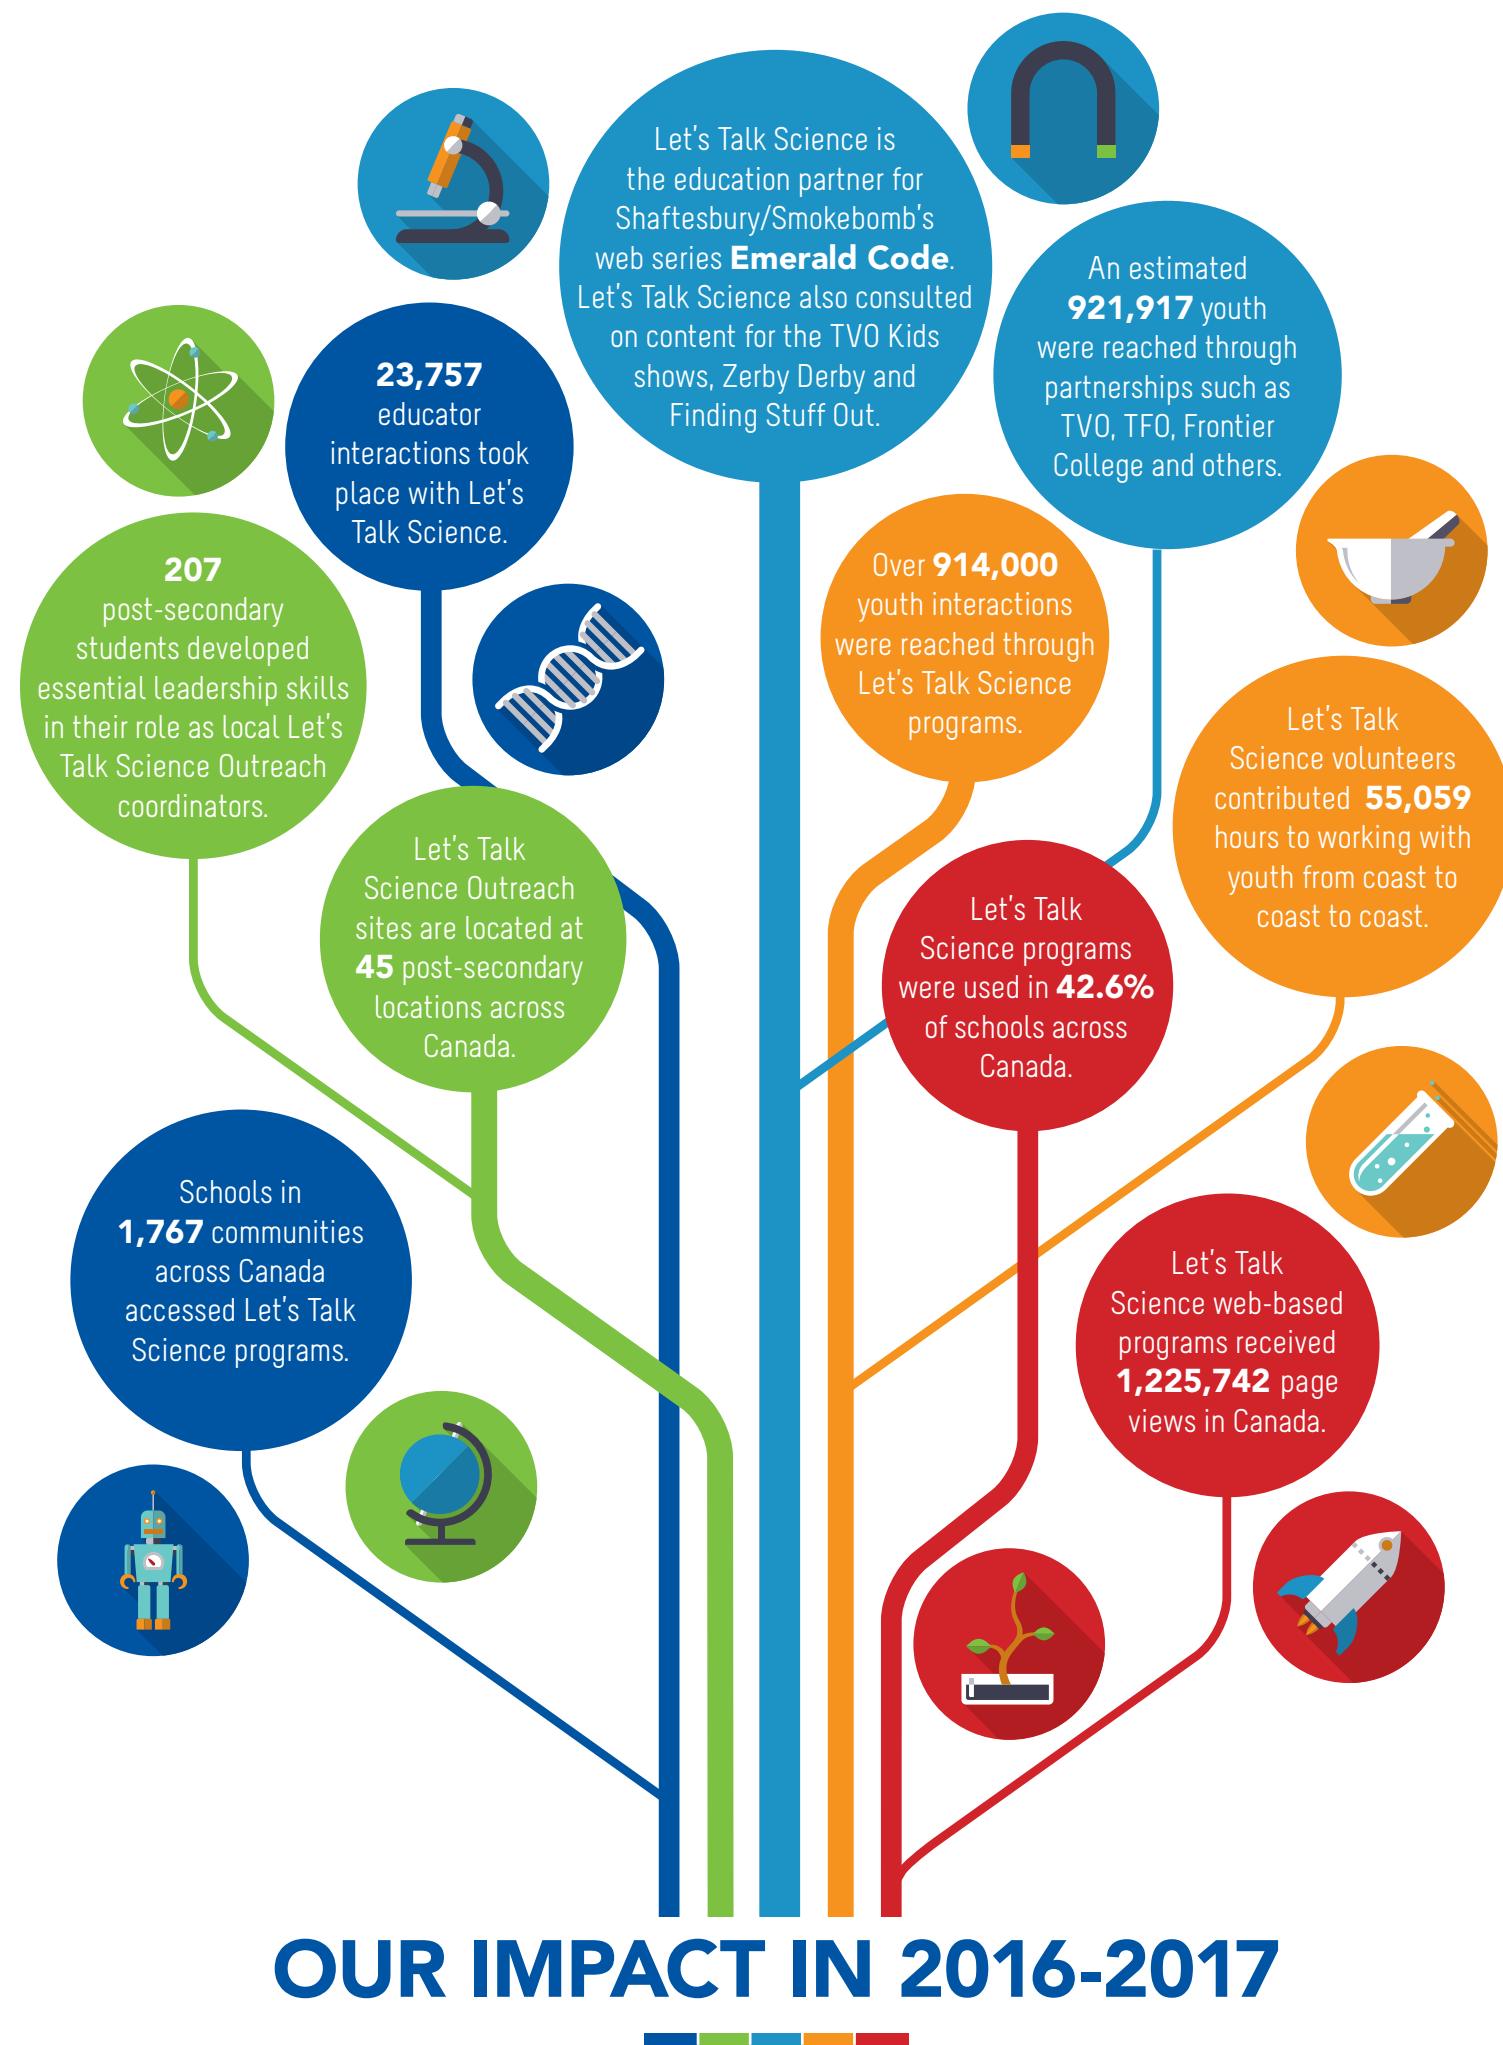 Let's Talk Science is
the education partner for
Shaftesbury/Smokebomb's
web series Emerald Code.
Let's Talk Science also consulted
on content for the TVO Kids
shows, Zerby Derby and
Finding Stuff Out.
An estimated
921,917 youth
were reached through
partnerships such as
TVO, TFO, Frontier
College and others.
23,757
educator
interactions took
place with Let's
Talk Science.
207
post-secondary
students developed
essential leadership skills
in their role as local Let's
Talk Science Outreach
coordinators.
Over 914,000
youth interactions
were reached through
Let's Talk Science
programs.
Let's Talk
Science volunteers
contributed 55,059
hours to working with
youth from coast to
coast to coast.
Let's Talk
Science Outreach
sites are located at
45 post-secondary
locations across
Canada.
Let's Talk
Science programs
were used in 42.6%
of schools across
Canada.
Schools in
1,767 communities
across Canada
accessed Let's Talk
Science programs.
Let's Talk
Science web-based
programs received
1,225,742 page
views in Canada.
OUR IMPACT IN 2016-2017